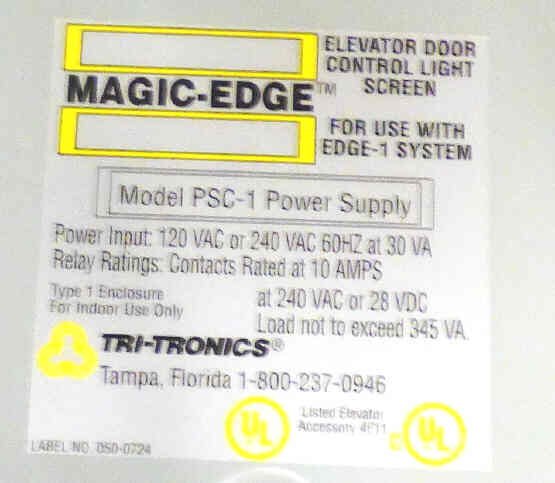 ELEVATOR DOOR
CONTROL LIGHT
SCREEN
MAGIC-EDGE™
FOR USE WITH
EDGE-1 SYSTEM
Model PSC-1 Power Supply
Power Input: 120 VAC or 240 VAC 60HZ at 30 VA
Relay Ratings: Contacts Rated at 10 AMPS
at 240 VAC or 28 VDC
Load not to exceed 345 VA.
Type 1 Enclosure
For Indoor Use Only
TRI-TRONICS®
Tampa, Florida 1-800-237-0946
UL
Listed Elevator
Accessory
UL
LABEL NO. 050-0724